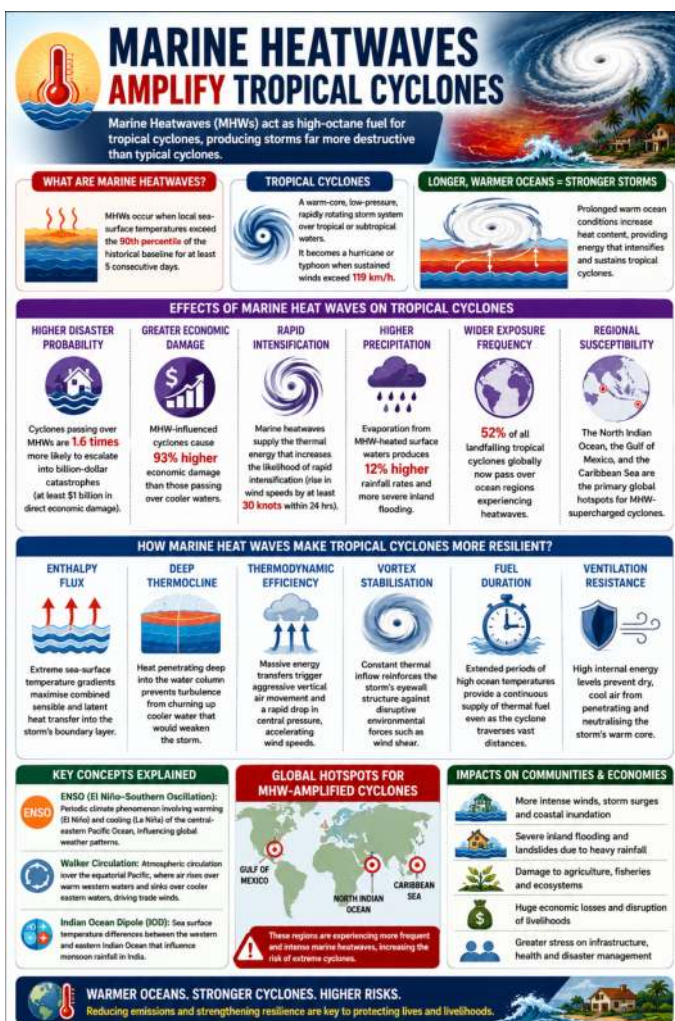 MARINE HEATWAVES
AMPLIFY TROPICAL CYCLONES
Marine Heatwaves (MHWs) act as high-octane fuel for
tropical cyclones, producing storms far more destructive
than typical cyclones.
WHAT ARE MARINE HEATWAVES?
MHWs occur when local sea-
surface temperatures exceed
the 90th percentile of the
historical baseline for at least
5 consecutive days.
TROPICAL CYCLONES
A warm-core, low-pressure,
rapidly rotating storm system
over tropical or subtropical
waters.
It becomes a hurricane or
typhoon when sustained
winds exceed 119 km/h.
LONGER, WARMER OCEANS = STRONGER STORMS
Prolonged warm ocean
conditions increase
heat content, providing
energy that intensifies
and sustains tropical
cyclones.
EFFECTS OF MARINE HEAT WAVES ON TROPICAL CYCLONES
HIGHER DISASTER
PROBABILITY
Cyclones passing over
MHWs are 1.6 times
more likely to escalate
into billion-dollar
catastrophes
(at least $1 billion in
direct economic damage).
GREATER ECONOMIC
DAMAGE
$
MHW-influenced
cyclones cause
93% higher
economic damage
than those passing
over cooler waters.
RAPID
INTENSIFICATION
Marine heatwaves
supply the thermal
energy that increases
the likelihood of rapid
intensification (rise in
wind speeds by at least
30 knots within 24 hrs).
HIGHER
PRECIPITATION
Evaporation from
MHW-heated surface
waters produces
12% higher
rainfall rates and
more severe inland
flooding.
WIDER EXPOSURE
FREQUENCY
52% of all
landfalling tropical
cyclones globally
now pass over
ocean regions
experiencing
heatwaves.
REGIONAL
SUSCEPTIBILITY
The North Indian
Ocean, the Gulf of
Mexico, and the
Caribbean Sea are
the primary global
hotspots for MHW-
supercharged cyclones.
HOW MARINE HEAT WAVES MAKE TROPICAL CYCLONES MORE RESILIENT?
ENTHALPY
FLUX
Extreme sea-surface
temperature gradients
maximise combined
sensible and latent
heat transfer into the
storm's boundary layer.
DEEP
THERMOCLINE
Heat penetrating deep
into the water column
prevents turbulence
from churning up
cooler water that
would weaken
the storm.
THERMODYNAMIC
EFFICIENCY
Massive energy
transfers trigger
aggressive vertical
air movement and
a rapid drop in
central pressure,
accelerating
wind speeds.
VORTEX
STABILISATION
Constant thermal
inflow reinforces the
storm's eyewall
structure against
disruptive
environmental
forces such as
wind shear.
FUEL
DURATION
Extended periods of
high ocean temperatures
provide a continuous
supply of thermal fuel
even as the cyclone
traverses vast
distances.
VENTILATION
RESISTANCE
High internal energy
levels prevent dry,
cool air from
penetrating and
neutralising the
storm's warm core.
KEY CONCEPTS EXPLAINED
ENSO
ENSO (El Niño–Southern Oscillation):
Periodic climate phenomenon involving warming
(El Niño) and cooling (La Niña) of the central-
eastern Pacific Ocean, influencing global
weather patterns.
Walker Circulation: Atmospheric circulation
iover the equatorial Pacific, where air rises over
warm western waters and sinks over cooler
eastern waters, driving trade winds.
Indian Ocean Dipole (IOD): Sea surface
temperature differences between the western
and eastern Indian Ocean that influence
monsoon rainfall in India.
GLOBAL HOTSPOTS FOR
MHW-AMPLIFIED CYCLONES
GULF OF
MEXICO
NORTH INDIAN
OCEAN
CARIBBEAN
SEA
These regions are experiencing more frequent
and intense marine heatwaves, increasing the
risk of extreme cyclones.
IMPACTS ON COMMUNITIES & ECONOMIES
More intense winds, storm surges
and coastal inundation
Severe inland flooding and
landslides due to heavy rainfall
Damage to agriculture, fisheries
and ecosystems
$
Huge economic losses and disruption
of livelihoods
Greater stress on infrastructure,
health and disaster management
WARMER OCEANS. STRONGER CYCLONES. HIGHER RISKS.
Reducing emissions and strengthening resilience are key to protecting lives and livelihoods.